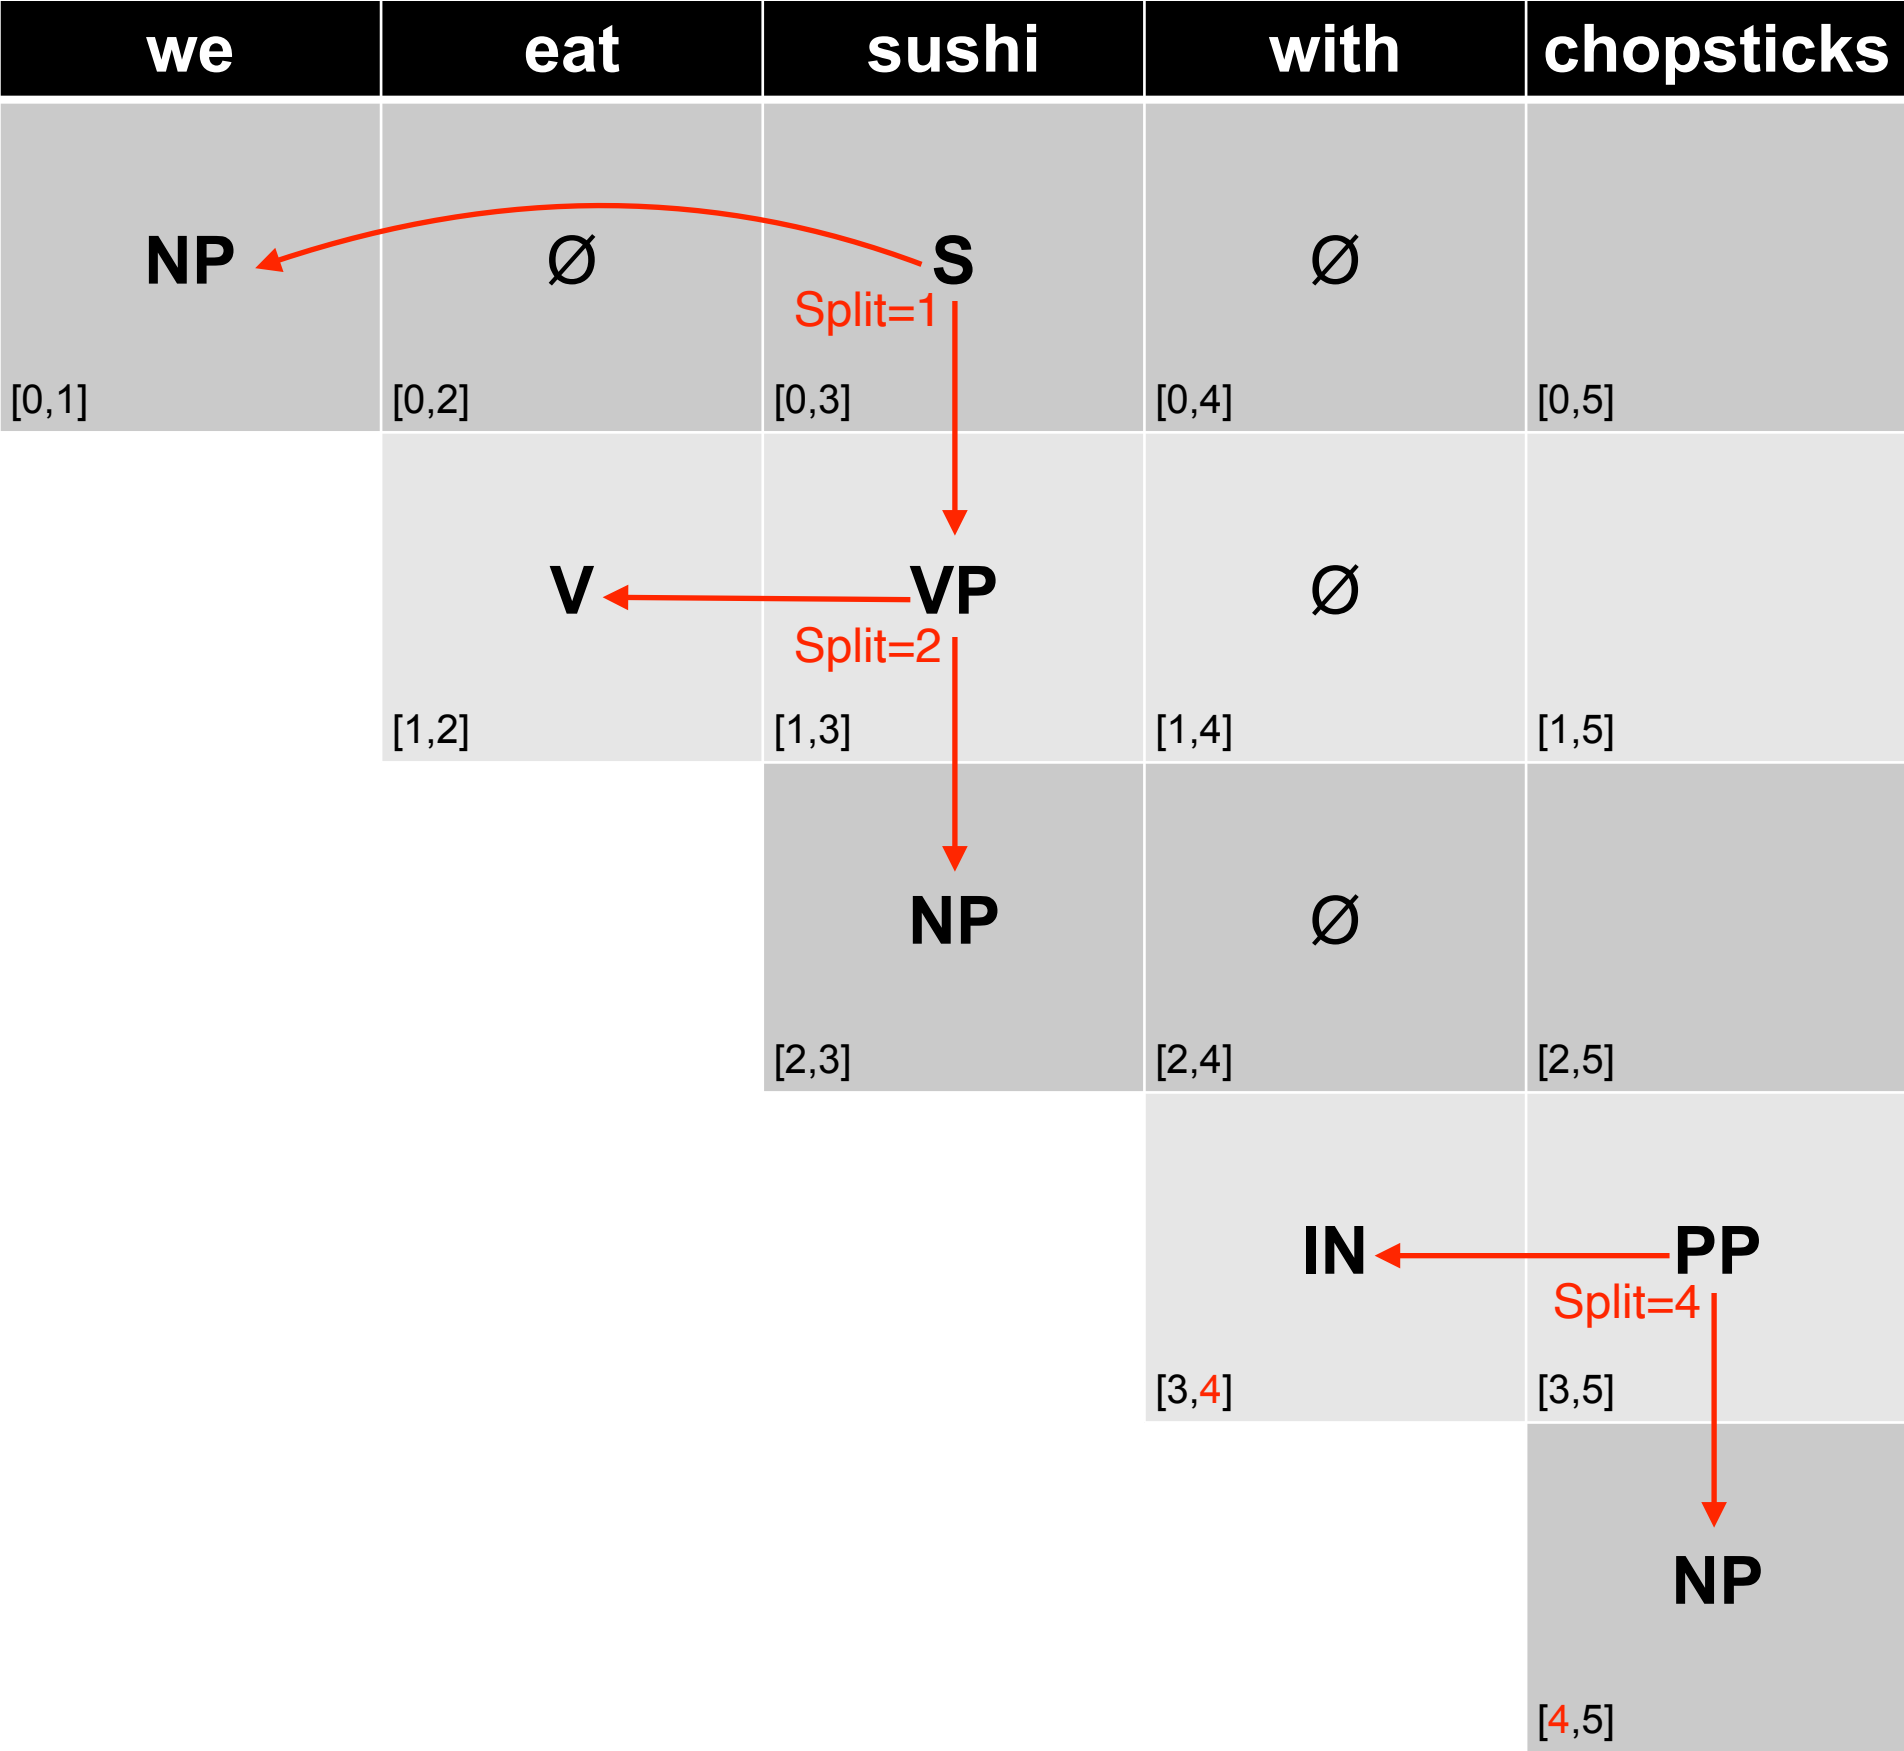 we eat sushi with chopsticks
NP Ø S Ø
Split=1
[0,1] [0,2] [0,3] [0,4] [0,5]
V VP Ø
Split=2
[1,2] [1,3] [1,4] [1,5]
NP Ø
[2,3] [2,4] [2,5]
IN PP
Split=4
[3,4] [3,5]
NP
[4,5]